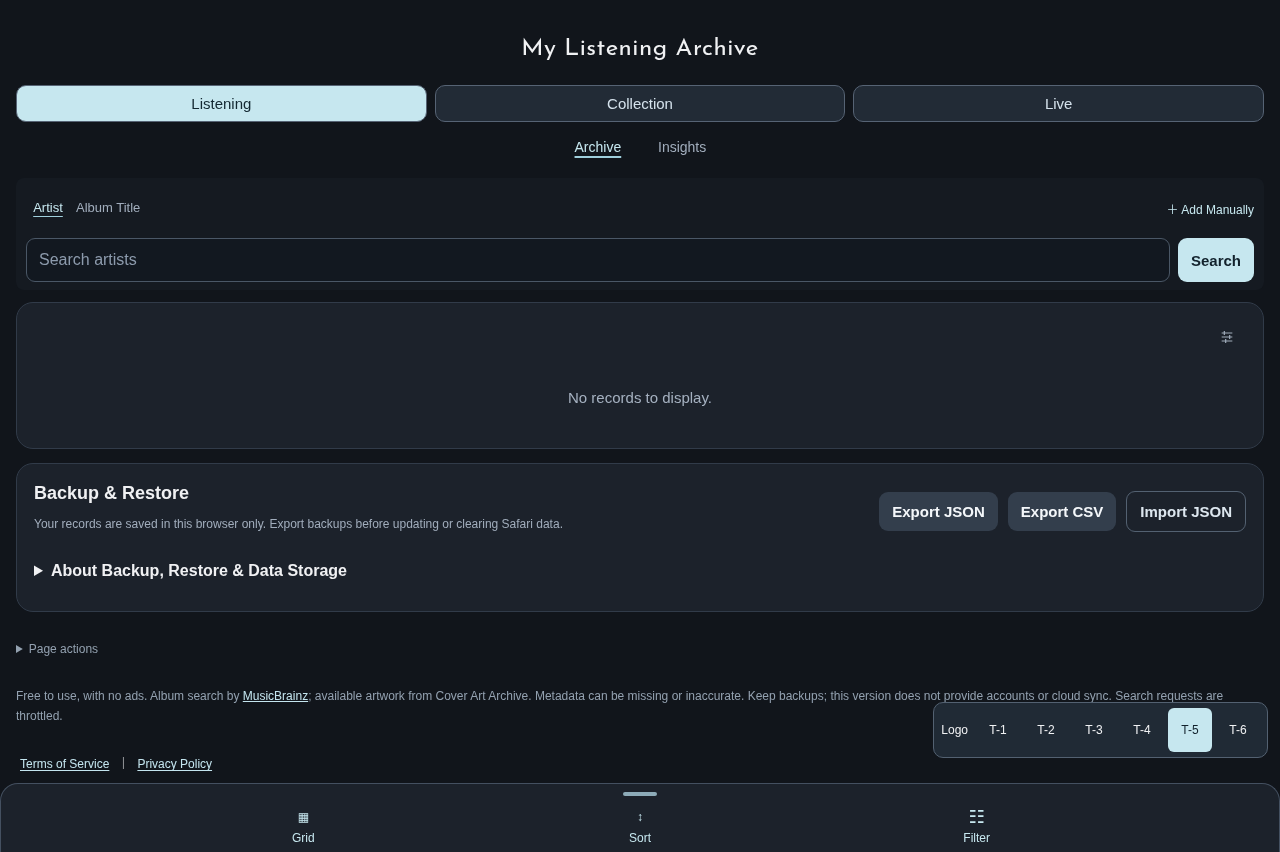 My Listening Archive
Listening
Collection
Live
Archive
Insights
Artist
Album Title
+ Add Manually
Search artists
Search
No records to display.
Backup & Restore
Your records are saved in this browser only. Export backups before updating or clearing Safari data.
Export JSON
Export CSV
Import JSON
About Backup, Restore & Data Storage
Page actions
Free to use, with no ads. Album search by MusicBrainz; available artwork from Cover Art Archive. Metadata can be missing or inaccurate. Keep backups; this version does not provide accounts or cloud sync. Search requests are
throttled.
Logo
T-1
T-2
T-3
T-4
T-5
T-6
Terms of Service | Privacy Policy
Grid
Sort
Filter